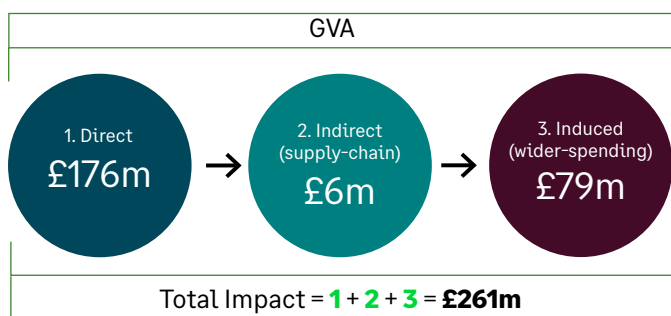 GVA
1. Direct
£176m
2. Indirect
(supply-chain)
£6m
3. Induced
(wider-spending)
£79m
Total Impact = 1 + 2 + 3 = £261m